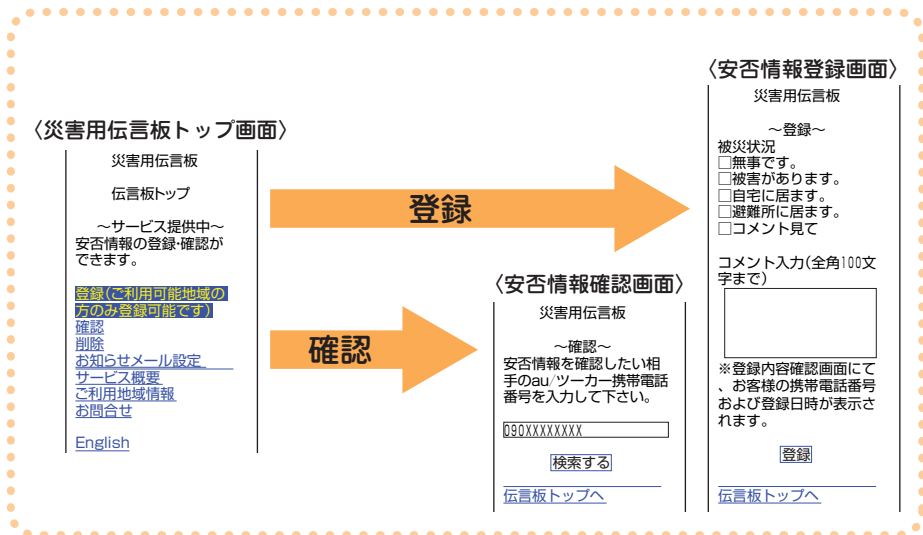 〈災害用伝言板トップ画面〉
災害用伝言板
伝言板トップ
～サービス提供中～
安否情報の登録・確認が
できます。
登録(ご利用可能地域の
方のみ登録可能です)
確認
削除
お知らせメール設定
サービス概要
ご利用地域情報
お問合せ
English
登録
確認
〈安否情報確認画面〉
災害用伝言板
～確認～
安否情報を確認したい相
手のau/ツーカー携帯電話
番号を入力して下さい。
090XXXXXXXX
検索する
伝言板トップへ
〈安否情報登録画面〉
災害用伝言板
～登録～
被災状況
□無事です。
□被害があります。
□自宅に居ます。
□避難所に居ます。
□コメント見て
コメント入力(全角100文
字まで)
※登録内容確認画面にて
、お客様の携帯電話番号
および登録日時が表示さ
れます。
登録
伝言板トップへ